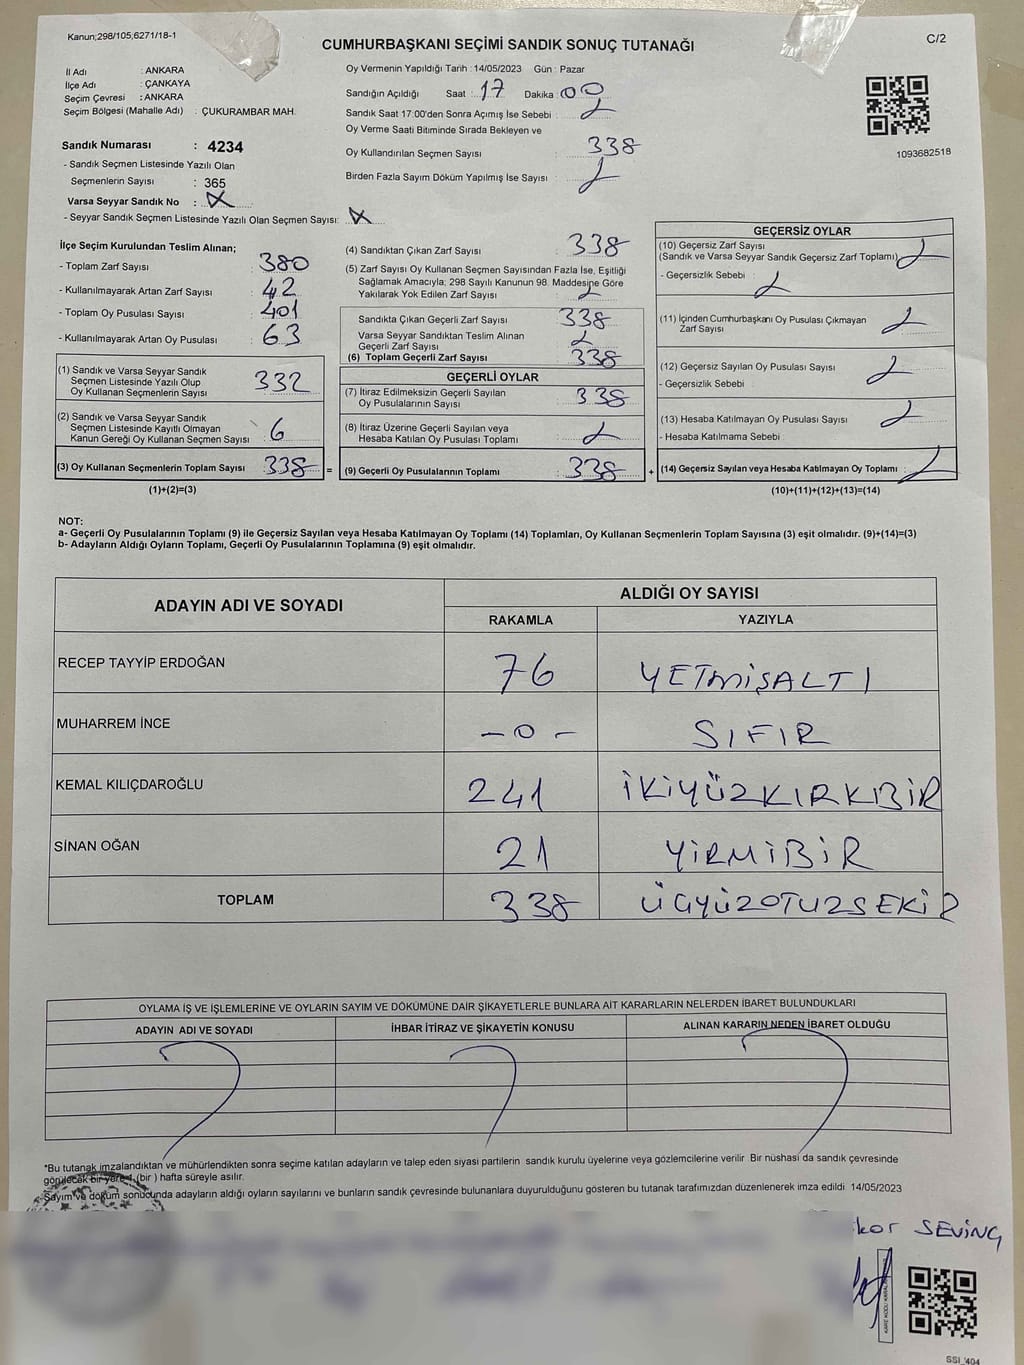 Kanun;298/105;6271/18-1
CUMHURBAŞKANI SEÇİMİ SANDIK SONUÇ TUTANAĞI
C/2
İl Adı : ANKARA
İlçe Adı : ÇANKAYA
Seçim Çevresi : ANKARA
Seçim Bölgesi (Mahalle Adı) : ÇUKURAMBAR MAH.
Sandık Numarası : 4234
- Sandık Seçmen Listesinde Yazılı Olan
Seçmenlerin Sayısı : 365
Varsa Seyyar Sandık No :
- Seyyar Sandık Seçmen Listesinde Yazılı Olan Seçmen Sayısı:
Oy Vermenin Yapıldığı Tarih : 14/05/2023 Gün : Pazar
Sandığın Açıldığı Saat : 17 Dakika : 00
Sandık Saat 17:00'den Sonra Açımış İse Sebebi :
Oy Verme Saati Bitiminde Sırada Bekleyen ve
Oy Kullandırılan Seçmen Sayısı : 338
Birden Fazla Sayım Döküm Yapılmış İse Sayısı :
1093682518
İlçe Seçim Kurulundan Teslim Alınan;
- Toplam Zarf Sayısı : 380
- Kullanılmayarak Artan Zarf Sayısı : 42
- Toplam Oy Pusulası Sayısı : 401
- Kullanılmayarak Artan Oy Pusulası : 63
(1) Sandık ve Varsa Seyyar Sandık
Seçmen Listesinde Yazılı Olup
Oy Kullanan Seçmenlerin Sayısı : 332
(2) Sandık ve Varsa Seyyar Sandık
Seçmen Listesinde Kayıtlı Olmayan
Kanun Gereği Oy Kullanan Seçmen Sayısı : 6
(3) Oy Kullanan Seçmenlerin Toplam Sayısı : 338
(1)+(2)=(3)
(4) Sandıktan Çıkan Zarf Sayısı : 338
(5) Zarf Sayısı Oy Kullanan Seçmen Sayısından Fazla İse, Eşitliği
Sağlamak Amacıyla; 298 Sayılı Kanunun 98. Maddesine Göre
Yakılarak Yok Edilen Zarf Sayısı :
Sandıkta Çıkan Geçerli Zarf Sayısı : 338
Varsa Seyyar Sandıktan Teslim Alınan
Geçerli Zarf Sayısı :
(6) Toplam Geçerli Zarf Sayısı : 338
GEÇERLİ OYLAR
(7) İtiraz Edilmeksizin Geçerli Sayılan
Oy Pusulalarının Sayısı : 338
(8) İtiraz Üzerine Geçerli Sayılan veya
Hesaba Katılan Oy Pusulası Toplamı :
= (9) Geçerli Oy Pusulalarının Toplamı : 338 +
GEÇERSİZ OYLAR
(10) Geçersiz Zarf Sayısı
(Sandık ve Varsa Seyyar Sandık Geçersiz Zarf Toplamı) :
- Geçersizlik Sebebi :
(11) İçinden Cumhurbaşkanı Oy Pusulası Çıkmayan
Zarf Sayısı :
(12) Geçersiz Sayılan Oy Pusulası Sayısı :
- Geçersizlik Sebebi :
(13) Hesaba Katılmayan Oy Pusulası Sayısı :
- Hesaba Katılmama Sebebi
(14) Geçersiz Sayılan veya Hesaba Katılmayan Oy Toplamı :
(10)+(11)+(12)+(13)=(14)
NOT:
a- Geçerli Oy Pusulalarının Toplamı (9) ile Geçersiz Sayılan veya Hesaba Katılmayan Oy Toplamı (14) Toplamları, Oy Kullanan Seçmenlerin Toplam Sayısına (3) eşit olmalıdır. (9)+(14)=(3)
b- Adayların Aldığı Oyların Toplamı, Geçerli Oy Pusulalarının Toplamına (9) eşit olmalıdır.
ADAYIN ADI VE SOYADI ALDIĞI OY SAYISI
RAKAMLA YAZIYLA
RECEP TAYYİP ERDOĞAN 76 YETMİŞALTI
MUHARREM İNCE -0- SIFIR
KEMAL KILIÇDAROĞLU 241 İKİYÜZKIRKBİR
SİNAN OĞAN 21 YİRMİBİR
TOPLAM 338 ÜÇYÜZOTUZSEKİZ
OYLAMA İŞ VE İŞLEMLERİNE VE OYLARIN SAYIM VE DÖKÜMÜNE DAİR ŞİKAYETLERLE BUNLARA AİT KARARLARIN NELERDEN İBARET BULUNDUKLARI
ADAYIN ADI VE SOYADI İHBAR İTİRAZ VE ŞİKAYETİN KONUSU ALINAN KARARIN NEDEN İBARET OLDUĞU
*Bu tutanak imzalandıktan ve mühürlendikten sonra seçime katılan adayların ve talep eden siyasi partilerin sandık kurulu üyelerine veya gözlemcilerine verilir Bir nüshası da sandık çevresinde
görülecek bir yere 1 (bir ) hafta süreyle asılır.
Sayım ve döküm sonucunda adayların aldığı oyların sayılarını ve bunların sandık çevresinde bulunanlara duyurulduğunu gösteren bu tutanak tarafımızdan düzenlenerek imza edildi 14/05/2023
SEVİNÇ